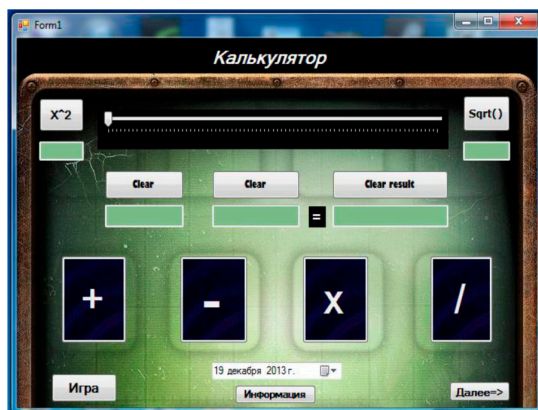 Form1
Калькулятор
X^2
Sqrt()
Clear Clear Clear result
=
+ - x /
19 декабря 2013 г.
Игра
Информация
Далее=>